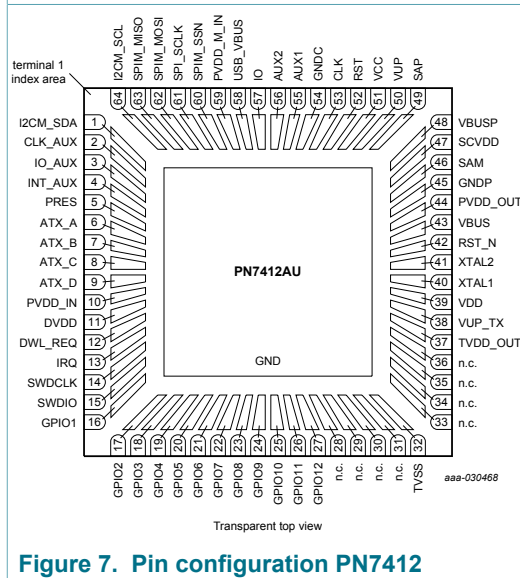 I2CM_SCL
SPIM_MISO
SPIM_MOSI
SPI_SCLK
SPIM_SSN
PVDD_M_IN
USB_VBUS
IO
AUX2
AUX1
GNDC
CLK
RST
VCC
VUP
SAP
terminal 1
index area
64 63 62 61 60 59 58 57 56 55 54 53 52 51 50 49
I2CM_SDA 1
CLK_AUX 2
IO_AUX 3
INT_AUX 4
PRES 5
ATX_A 6
ATX_B 7
ATX_C 8
ATX_D 9
PVDD_IN 10
DVDD 11
DWL_REQ 12
IRQ 13
SWDCLK 14
SWDIO 15
GPIO1 16
48 VBUSP
47 SCVDD
46 SAM
45 GNDP
44 PVDD_OUT
43 VBUS
42 RST_N
41 XTAL2
40 XTAL1
39 VDD
38 VUP_TX
37 TVDD_OUT
36 n.c.
35 n.c.
34 n.c.
33 n.c.
PN7412AU
GND
17 18 19 20 21 22 23 24 25 26 27 28 29 30 31 32
GPIO2
GPIO3
GPIO4
GPIO5
GPIO6
GPIO7
GPIO8
GPIO9
GPIO10
GPIO11
GPIO12
n.c.
n.c.
n.c.
n.c.
TVSS
aaa-030468
Transparent top view
Figure 7. Pin configuration PN7412